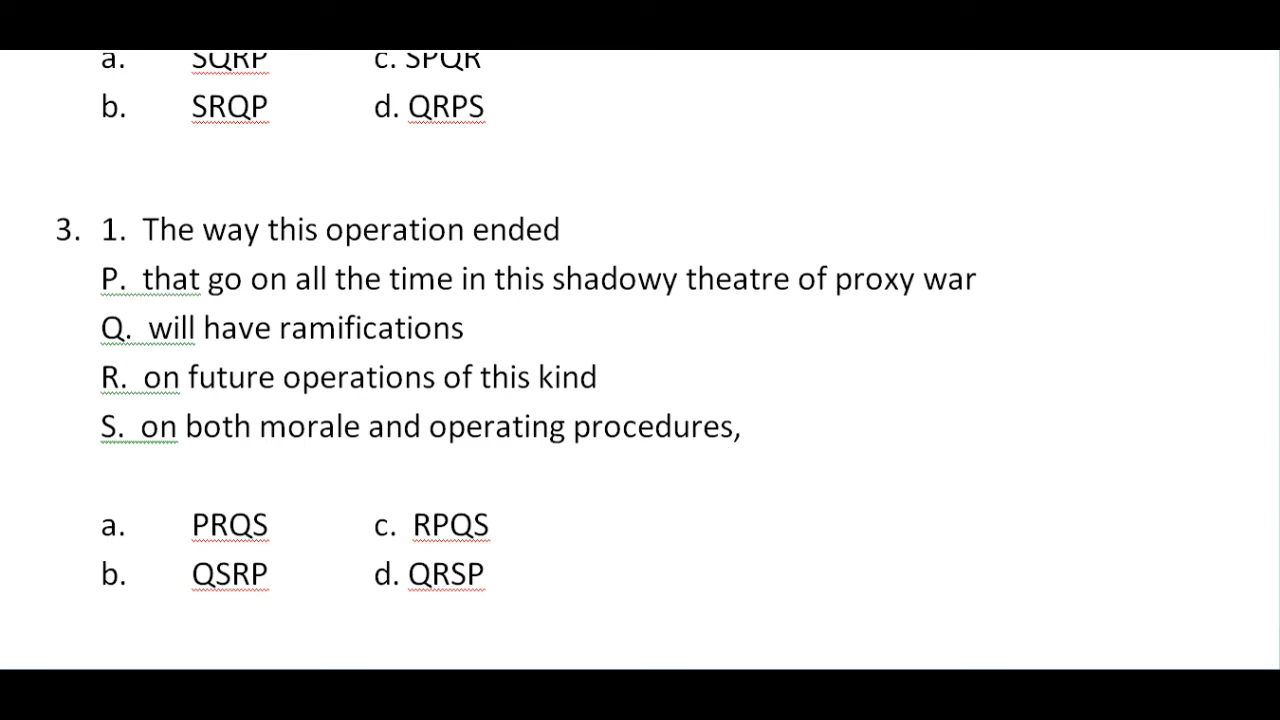 a. SQRP c. SPQR
b. SRQP d. QRPS
3. 1. The way this operation ended
P. that go on all the time in this shadowy theatre of proxy war
Q. will have ramifications
R. on future operations of this kind
S. on both morale and operating procedures,
a. PRQS c. RPQS
b. QSRP d. QRSP